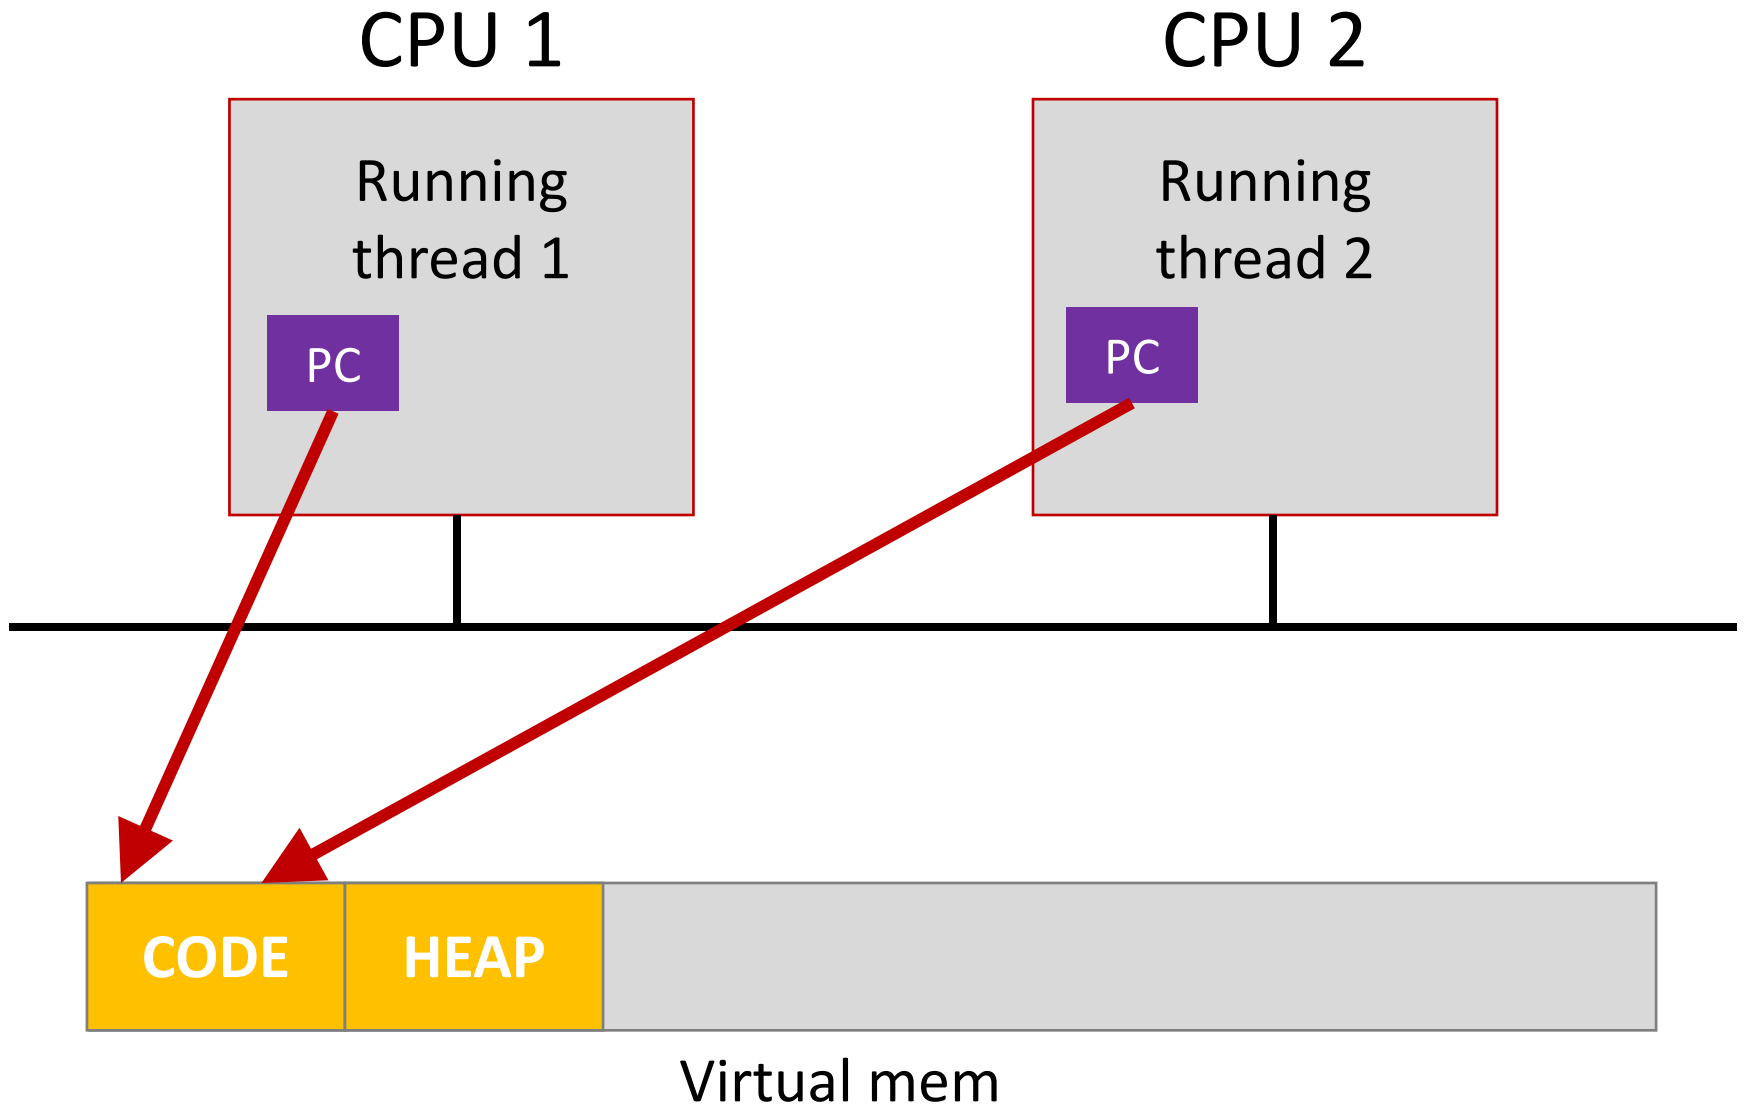 CPU 1
CPU 2
Running
thread 1
Running
thread 2
PC
PC
CODE
HEAP
Virtual mem